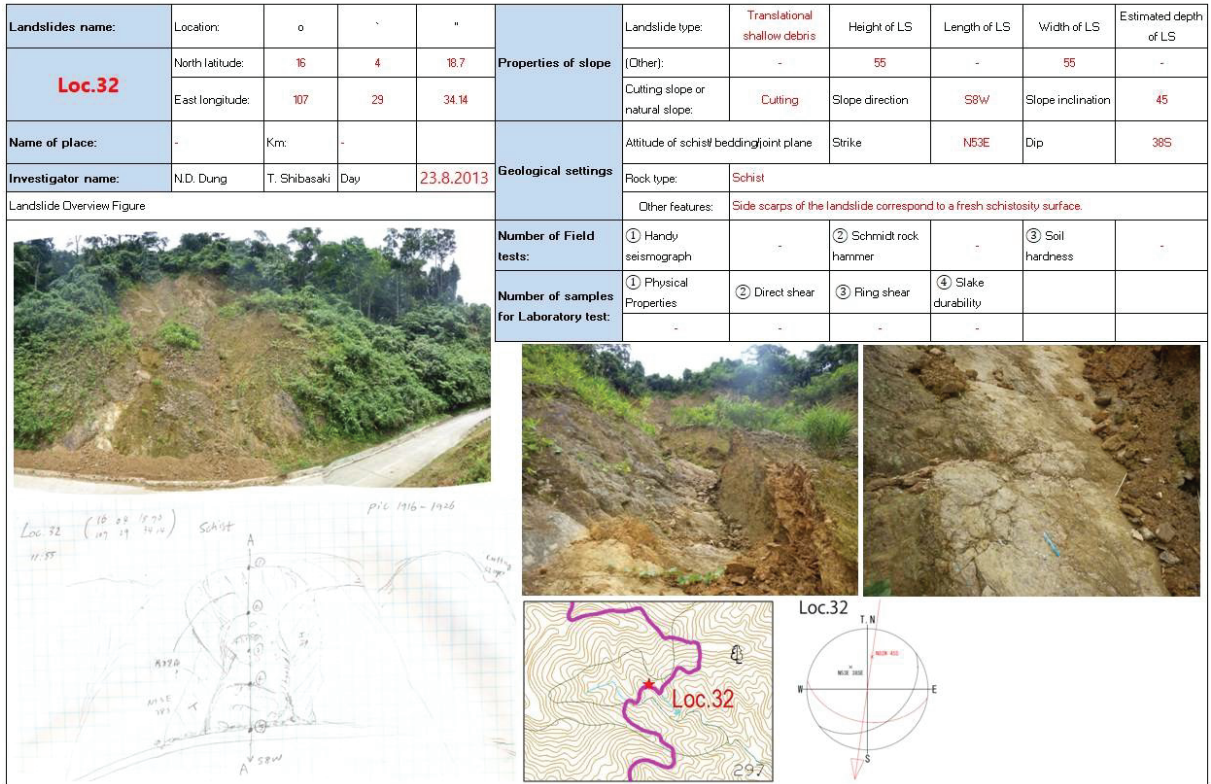 Landslides name:
Location:
o
`
"
Loc.32
North latitude:
16
4
18.7
East longitude:
107
29
34.14
Name of place:
-
Km:
-
Investigator name:
N.D. Dung
T. Shibasaki
Day
23.8.2013
Landslide Overview Figure
Properties of slope
Landslide type:
Translational
shallow debris
Height of LS
Length of LS
Width of LS
Estimated depth
of LS
(Other):
-
55
-
55
-
Cutting slope or
natural slope:
Cutting
Slope direction
S8W
Slope inclination
45
Geological settings
Attitude of schist/ bedding/joint plane
Strike
N53E
Dip
38S
Rock type:
Schist
Other features:
Side scarps of the landslide correspond to a fresh schistosity surface.
Number of Field
tests:
① Handy
seismograph
-
② Schmidt rock
hammer
-
③ Soil
hardness
-
Number of samples
for Laboratory test:
① Physical
Properties
② Direct shear
③ Ring shear
④ Slake
durability
-
-
-
-
pic 1916~1926
Loc. 32
Schist
11:55
A
Cutting
slope
A' S8W
Loc.32
297
Loc.32
T.N
W
E
S